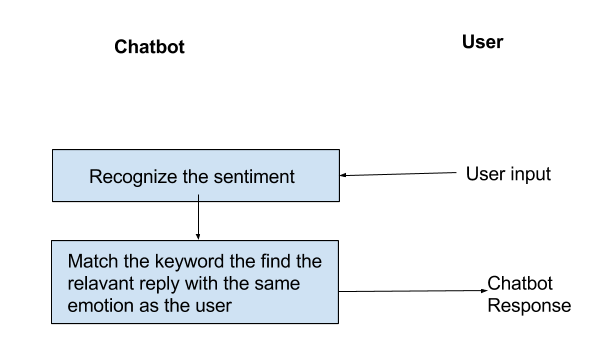 Chatbot
User
Recognize the sentiment
User input
Match the keyword the find the
relavant reply with the same
emotion as the user
Chatbot
Response